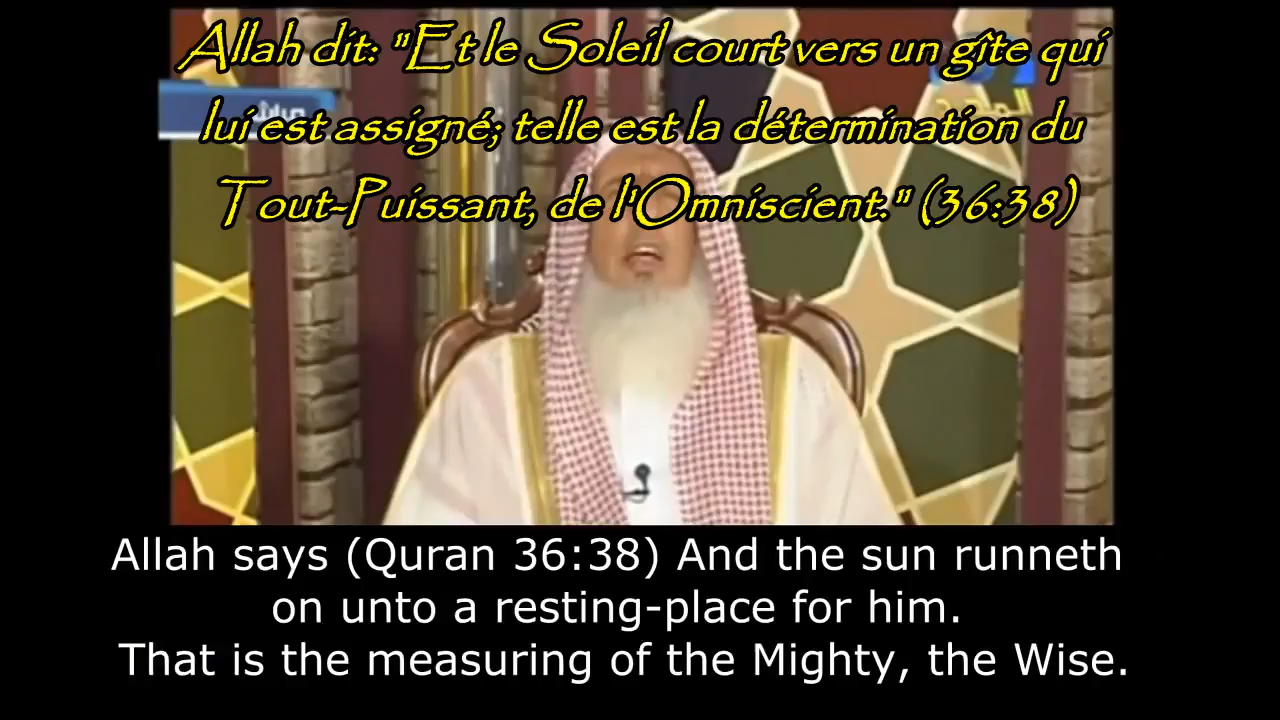 Allah dit: "Et le Soleil court vers un gîte qui
lui est assigné; telle est la détermination du
Tout-Puissant, de l'Omniscient." (36:38)
Allah says (Quran 36:38) And the sun runneth
on unto a resting-place for him.
That is the measuring of the Mighty, the Wise.